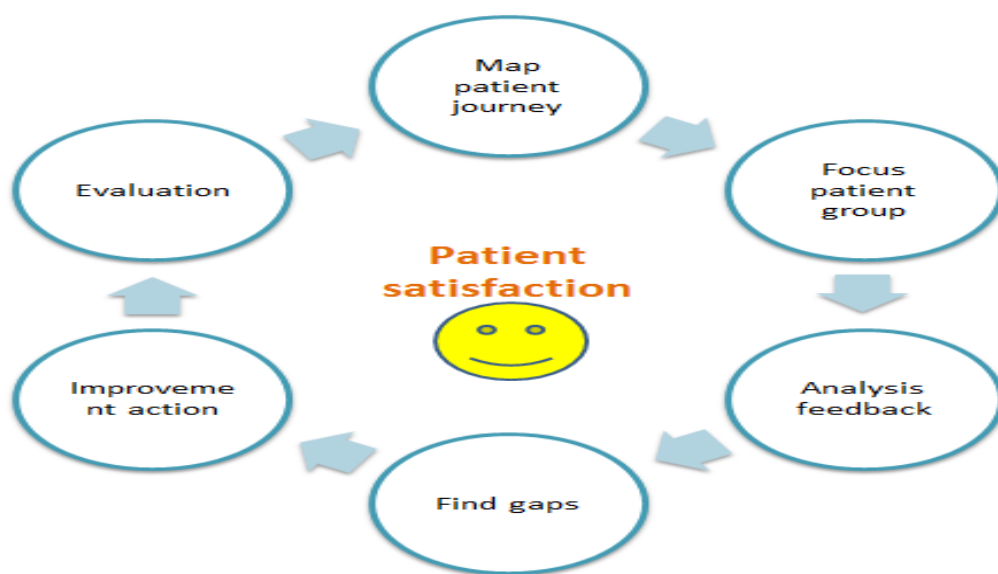 Map
patient
journey
Focus
patient
group
Analysis
feedback
Find gaps
Improveme
nt action
Evaluation
Patient
satisfaction